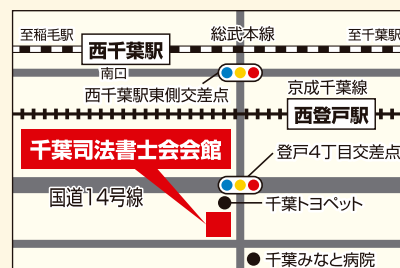 至稲毛駅
総武本線
至千葉駅
西千葉駅
南口
西千葉駅東側交差点
京成千葉線
西登戸駅
千葉司法書士会会館
登戸4丁目交差点
国道14号線
千葉トヨペット
千葉みなと病院